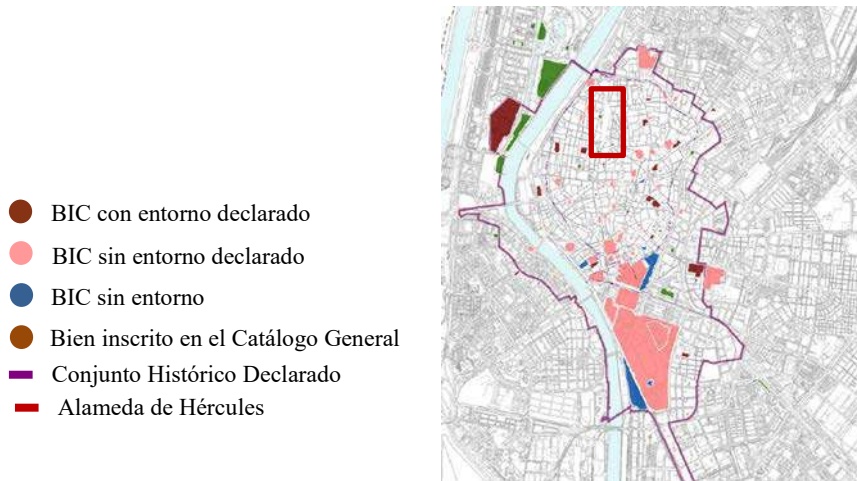 BIC con entorno declarado
BIC sin entorno declarado
BIC sin entorno
Bien inscrito en el Catálogo General
Conjunto Histórico Declarado
Alameda de Hércules